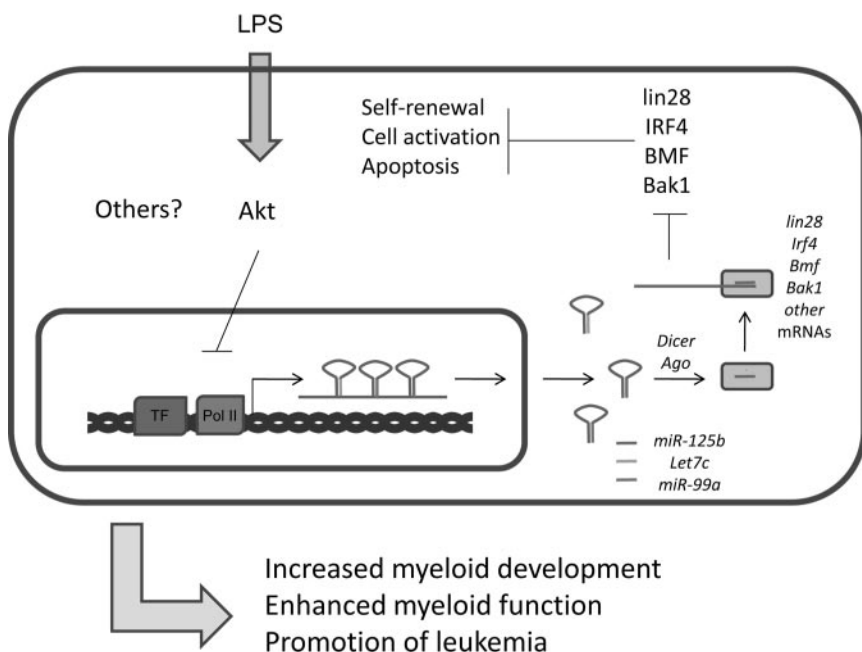 LPS
Self-renewal
Cell activation
Apoptosis
lin28
IRF4
BMF
Bak1
Others?
Akt
lin28
Irf4
Bmf
Bak1
other
mRNAs
Dicer
Ago
TF
Pol II
miR-125b
Let7c
miR-99a
Increased myeloid development
Enhanced myeloid function
Promotion of leukemia